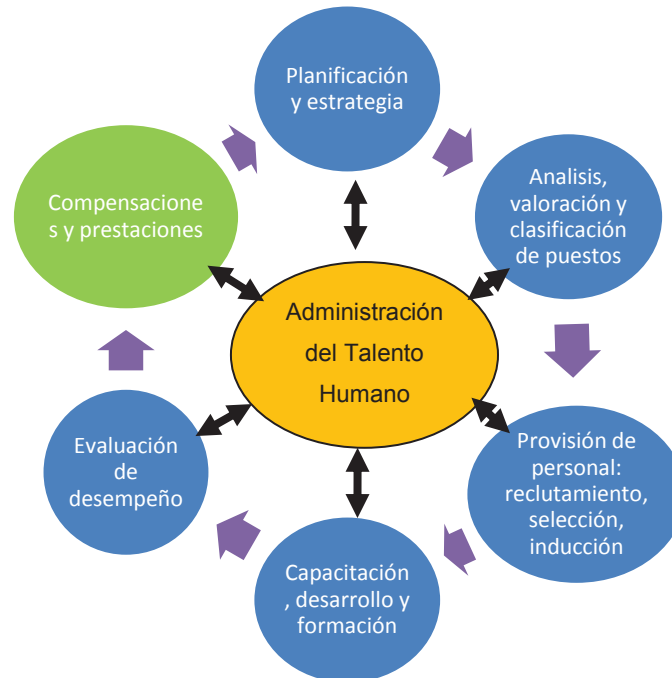 Planificación
y estrategia
Analisis,
valoración y
clasificación
de puestos
Provisión de
personal:
reclutamiento,
selección,
inducción
Capacitación
, desarrollo y
formación
Evaluación
de
desempeño
Compensacione
s y prestaciones
Administración
del Talento
Humano